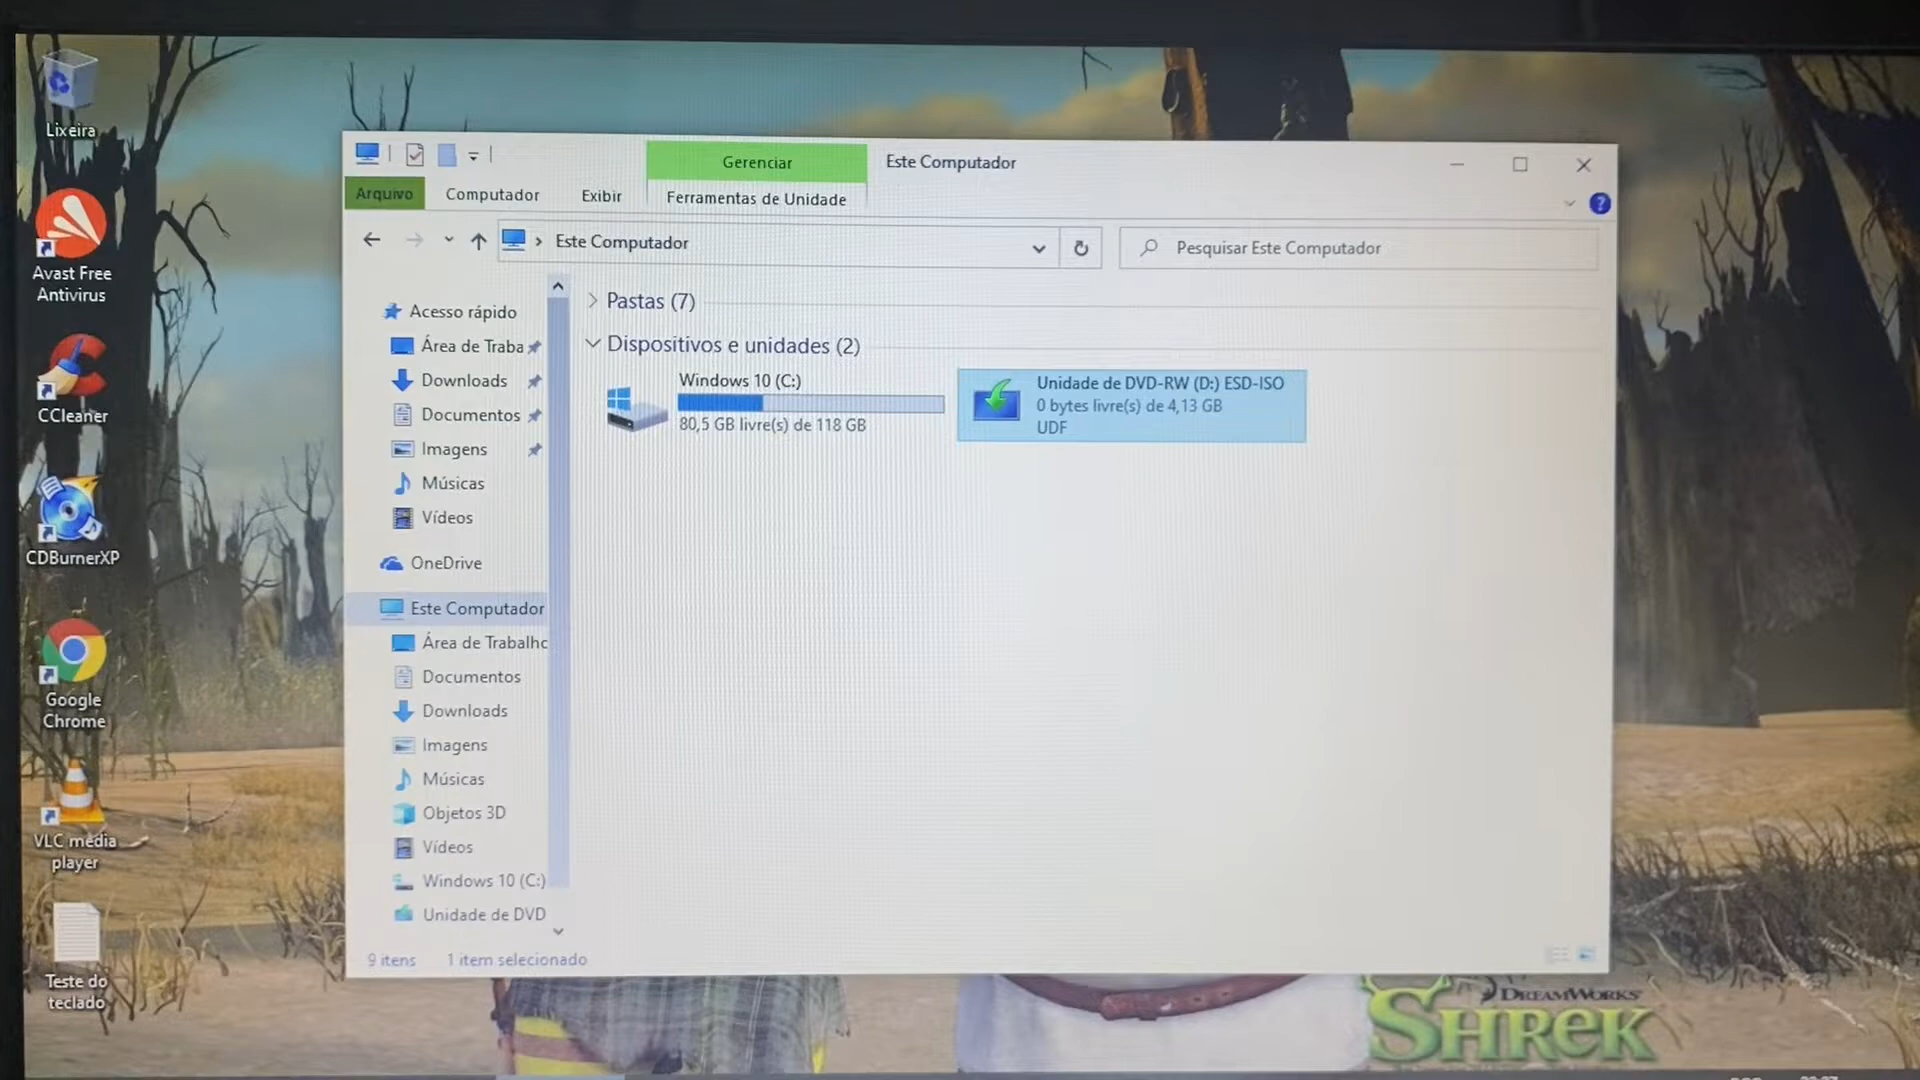 Lixeira
Avast Free
Antivirus
CCleaner
CDBurnerXP
Google
Chrome
VLC media
player
Teste do
teclado
Gerenciar
Este Computador
Arquivo
Computador
Exibir
Ferramentas de Unidade
?
Este Computador
Pesquisar Este Computador
Acesso rápido
Área de Traba
Downloads
Documentos
Imagens
Músicas
Vídeos
OneDrive
Este Computador
Área de Trabalho
Documentos
Downloads
Imagens
Músicas
Objetos 3D
Vídeos
Windows 10 (C:)
Unidade de DVD
Pastas (7)
Dispositivos e unidades (2)
Windows 10 (C:)
80,5 GB livre(s) de 118 GB
Unidade de DVD-RW (D:) ESD-ISO
0 bytes livre(s) de 4,13 GB
UDF
9 itens
1 item selecionado
DREAMWORKS
SHREK